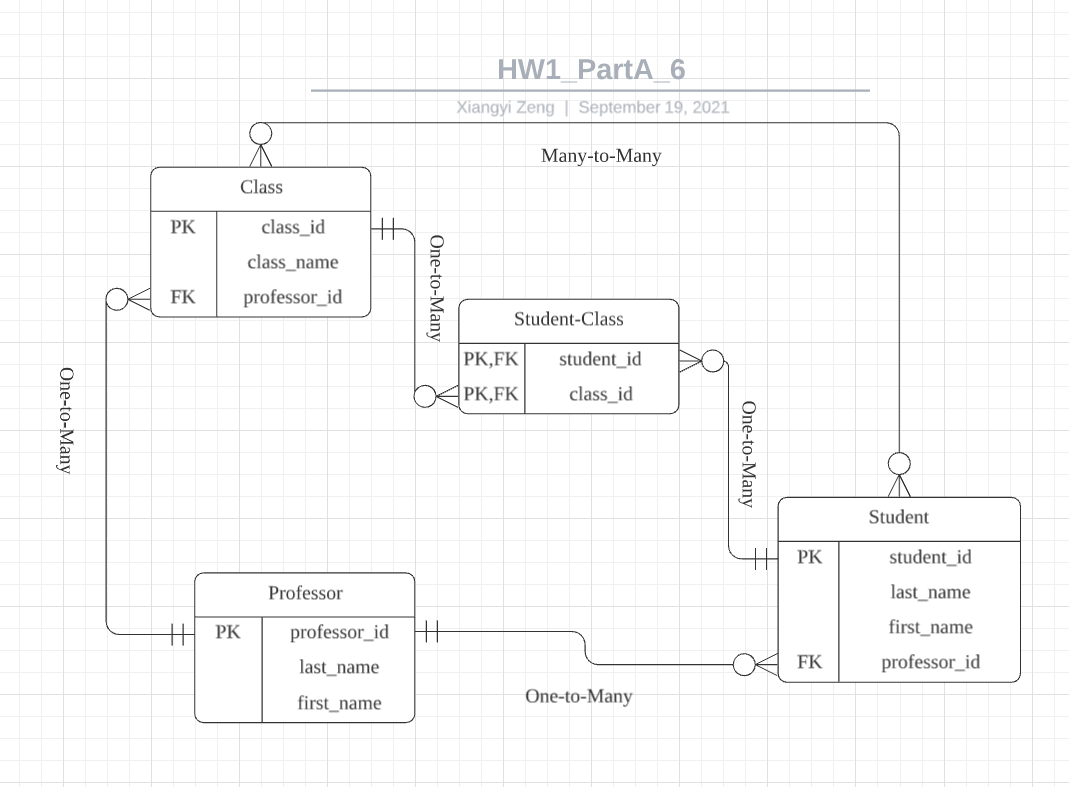 HW1_PartA_6
Xiangyi Zeng | September 19, 2021
Many-to-Many
Class
PK class_id
class_name
FK professor_id
One-to-Many
One-to-Many
Student-Class
PK,FK student_id
PK,FK class_id
One-to-Many
Student
PK student_id
last_name
first_name
FK professor_id
Professor
PK professor_id
last_name
first_name
One-to-Many